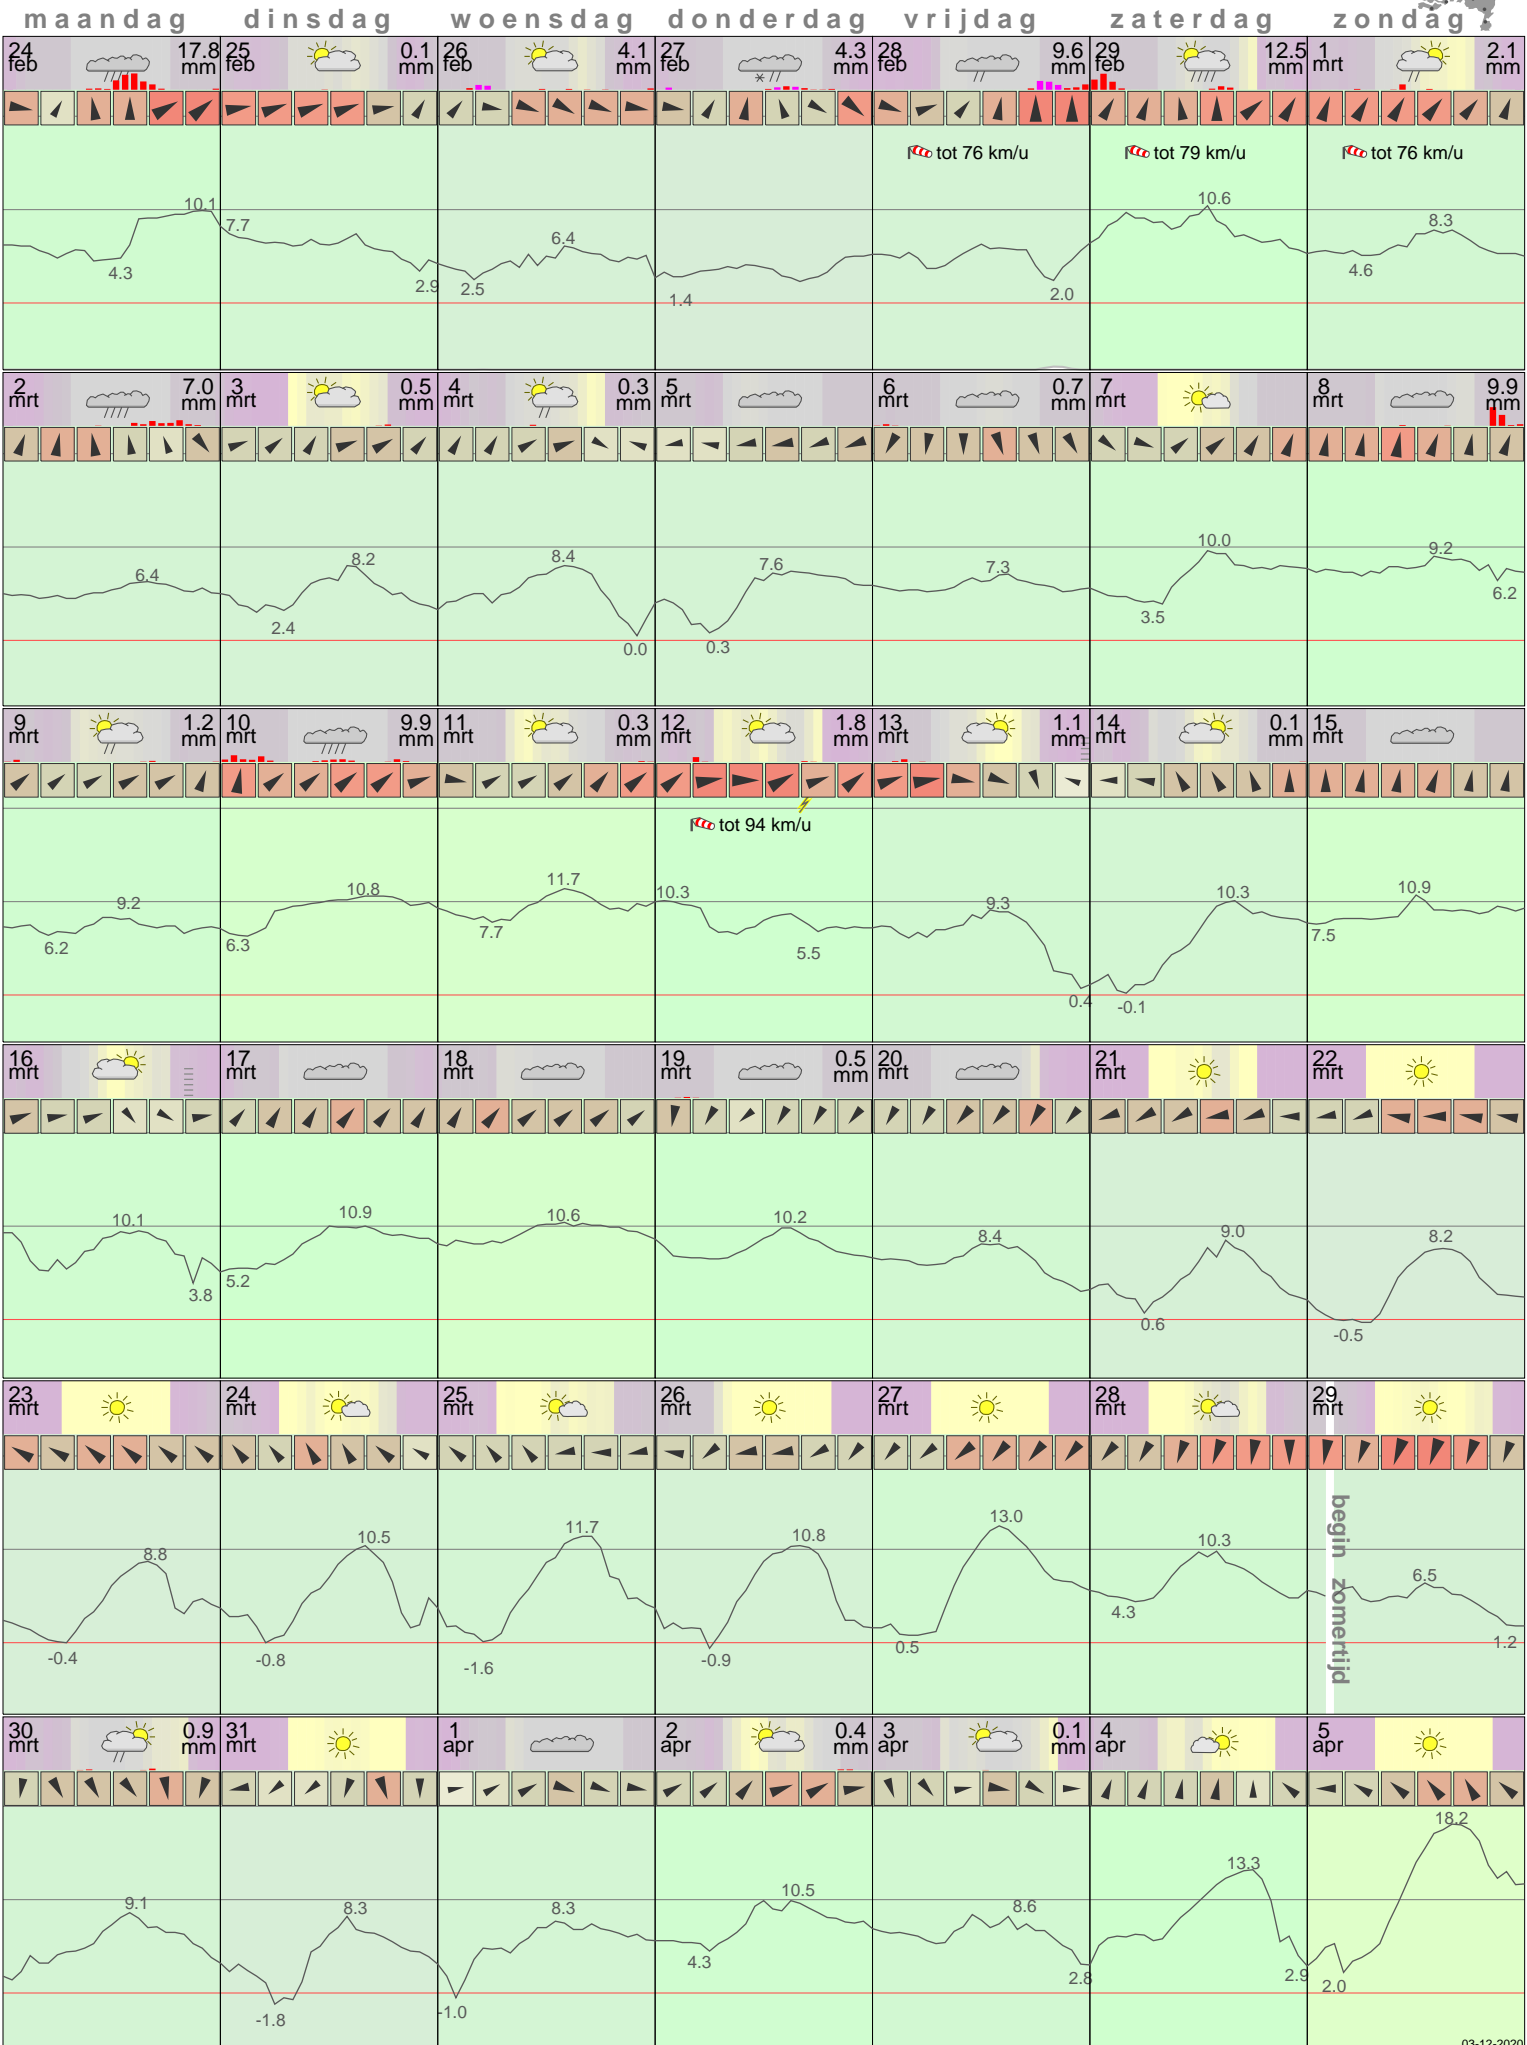 maandag dinsdag woensdag donderdag vrijdag zaterdag zondag
24 feb 17.8 mm 25 feb 0.1 mm 26 feb 4.1 mm 27 feb 4.3 mm 28 feb 9.6 mm 29 feb 12.5 mm 1 mrt 2.1 mm
tot 76 km/u tot 79 km/u tot 76 km/u
10.1 7.7 6.4 10.6 8.3
4.3 2.9 2.5 1.4 2.0 4.6
2 mrt 7.0 mm 3 mrt 0.5 mm 4 mrt 0.3 mm 5 mrt 6 mrt 0.7 mm 7 mrt 8 mrt 9.9 mm
6.4 8.2 8.4 7.6 7.3 10.0 9.2
2.4 0.0 0.3 3.5 6.2
9 mrt 1.2 mm 10 mrt 9.9 mm 11 mrt 0.3 mm 12 mrt 1.8 mm 13 mrt 1.1 mm 14 mrt 0.1 mm 15 mrt
tot 94 km/u
9.2 10.8 11.7 10.3 9.3 10.3 10.9
6.2 6.3 7.7 5.5 0.4 -0.1 7.5
16 mrt 17 mrt 18 mrt 19 mrt 0.5 mm 20 mrt 21 mrt 22 mrt
10.1 10.9 10.6 10.2 8.4 9.0 8.2
3.8 5.2 0.6 -0.5
23 mrt 24 mrt 25 mrt 26 mrt 27 mrt 28 mrt 29 mrt
begin zomertijd
8.8 10.5 11.7 10.8 13.0 10.3 6.5
-0.4 -0.8 -1.6 -0.9 0.5 4.3 1.2
30 mrt 0.9 mm 31 mrt 1 apr 2 apr 0.4 mm 3 apr 0.1 mm 4 apr 5 apr
9.1 8.3 8.3 10.5 8.6 13.3 18.2
-1.8 -1.0 4.3 2.8 2.9 2.0
03-12-2020